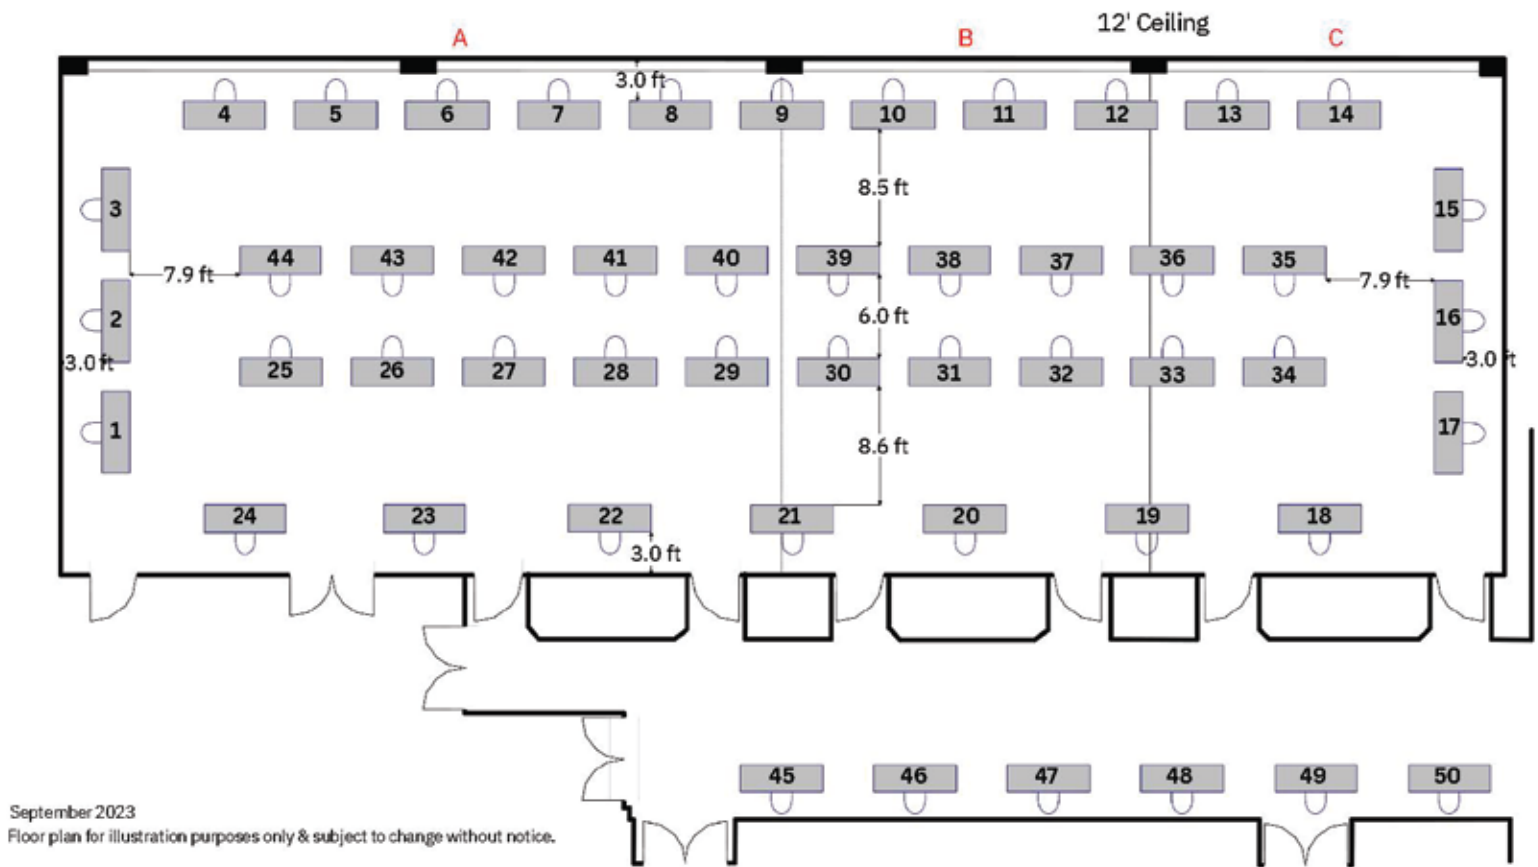 12' Ceiling
A B C
3.0 ft
4 5 6 7 8 9 10 11 12 13 14
8.5 ft
3 15
44 43 42 41 40 39 38 37 36 35
7.9 ft 7.9 ft
2 6.0 ft 16
3.0 ft 3.0 ft
25 26 27 28 29 30 31 32 33 34
1 17
8.6 ft
24 23 22 21 20 19 18
3.0 ft
45 46 47 48 49 50
September 2023
Floor plan for illustration purposes only & subject to change without notice.